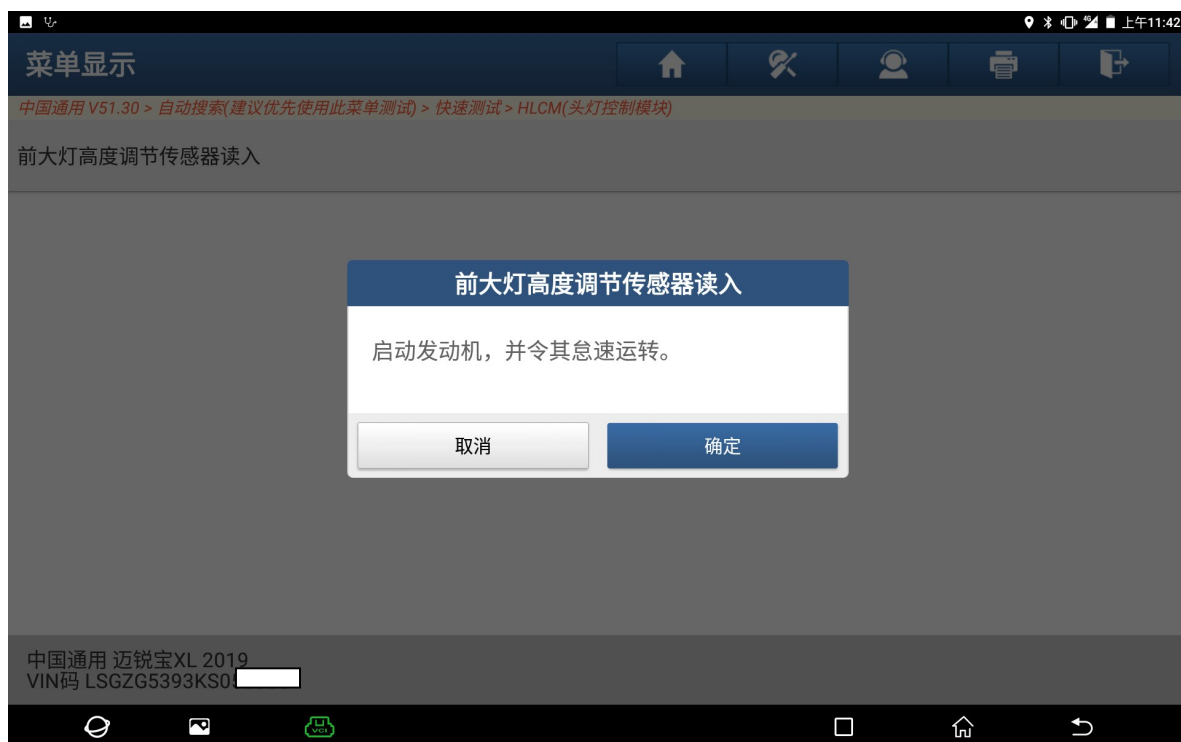 4G 上午11:42
菜单显示
中国通用 V51.30 > 自动搜索(建议优先使用此菜单测试) > 快速测试 > HLCM(头灯控制模块)
前大灯高度调节传感器读入
前大灯高度调节传感器读入
启动发动机，并令其怠速运转。
取消 确定
中国通用 迈锐宝XL 2019
VIN码 LSGZG5393KS0
VCI